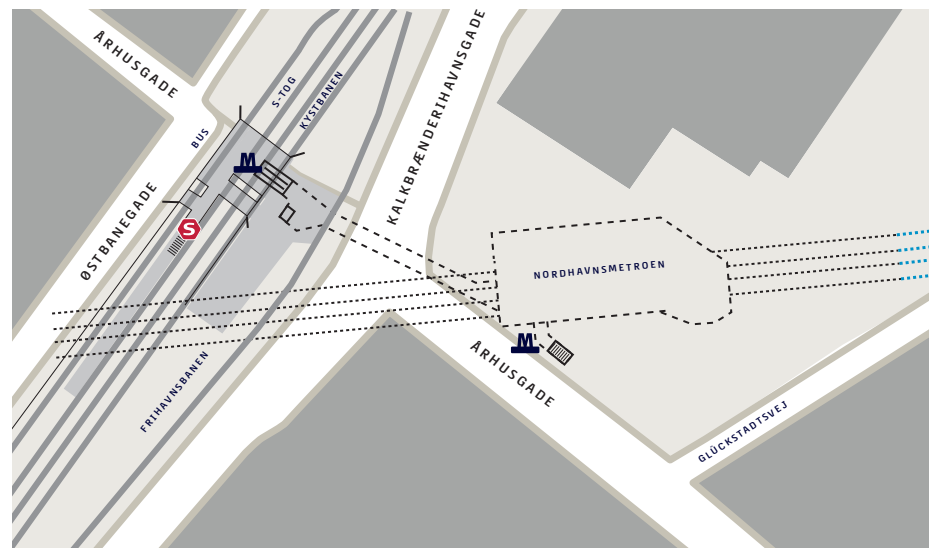 ÅRHUSGADE
S-TOG
KYSTBANEN
KALKBRÆNDERIHAVNSGADE
BUS
M
ØSTBANEGADE
S
NORDHAVNSMETROEN
M
ÅRHUSGADE
FRIHAVNSBANEN
GLÜCKSTADTSVEJ